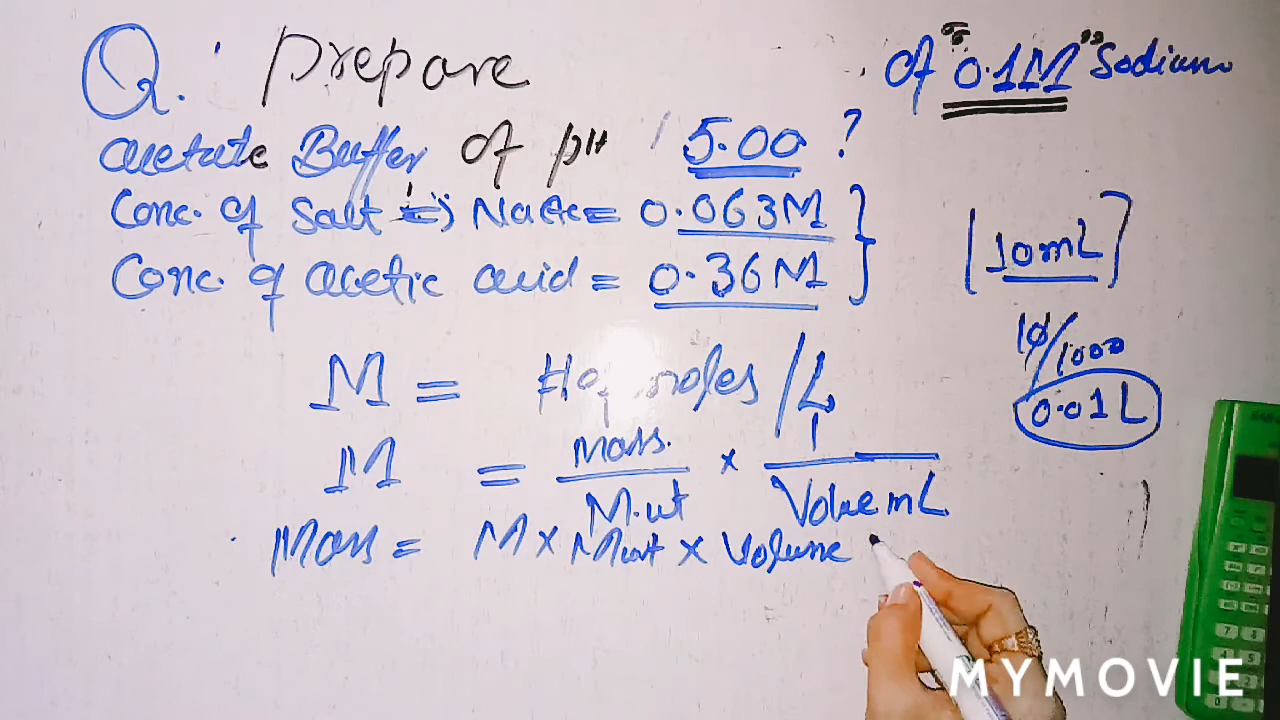 Q. Prepare of "0.1M" Sodium
acetate Buffer of pH 5.00 ?
Conc. of Salt => NaAc = 0.063M
Conc. of acetic acid = 0.36M
[10mL]
10/1000
0.01 L
M = moles/L
M = Mass. / M.wt × 1 / Volume mL
Mass = M × M.wt × Volume
MYMOVIE